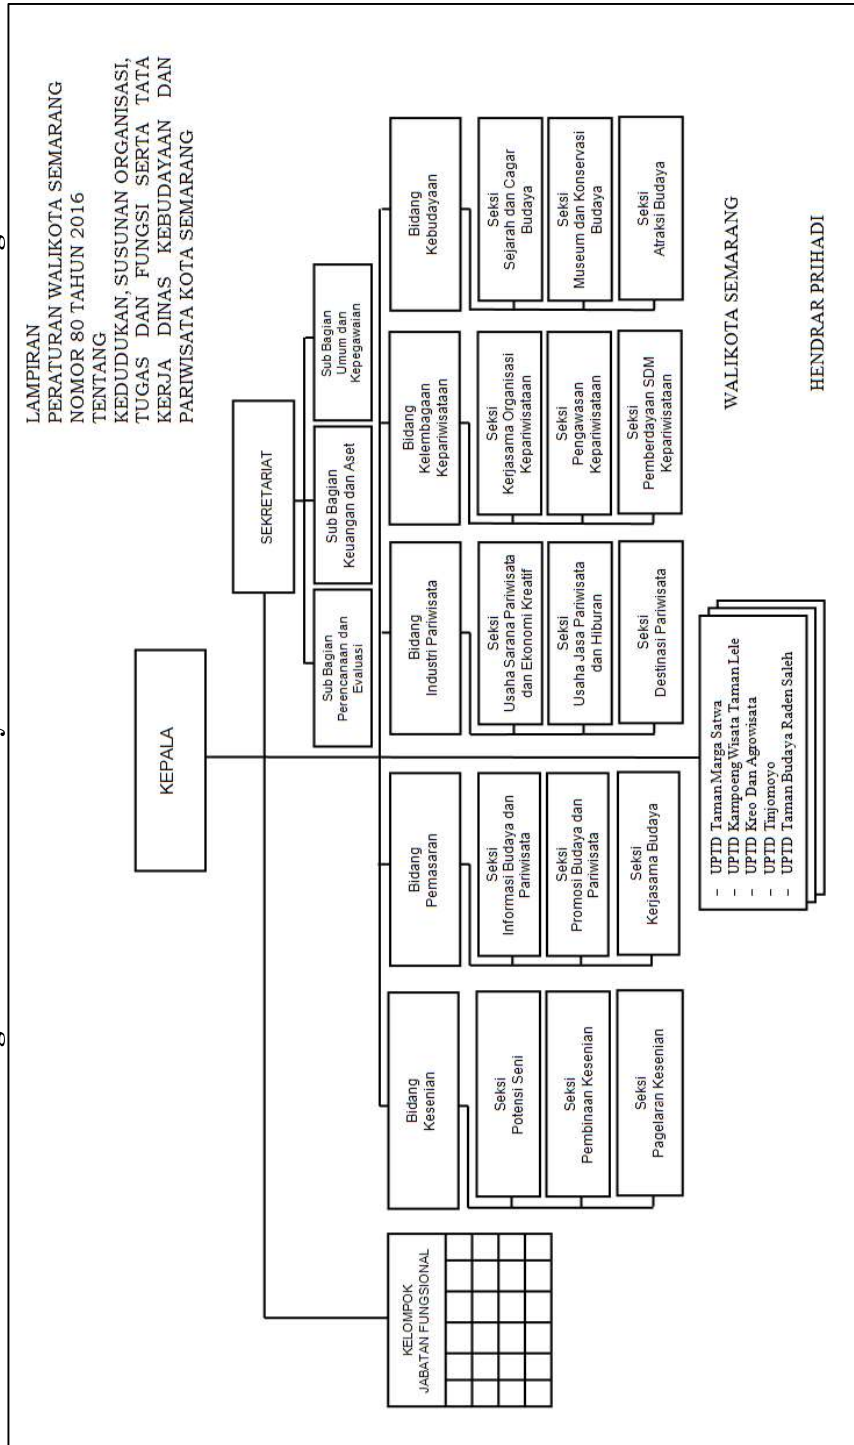 LAMPIRAN
PERATURAN WALIKOTA SEMARANG
NOMOR 80 TAHUN 2016
TENTANG
KEDUDUKAN, SUSUNAN ORGANISASI,
TUGAS DAN FUNGSI SERTA TATA
KERJA DINAS KEBUDAYAAN DAN
PARIWISATA KOTA SEMARANG
KEPALA
SEKRETARIAT
Sub Bagian
Perencanaan dan
Evaluasi
Sub Bagian
Keuangan dan Aset
Sub Bagian
Umum dan
Kepegawaian
KELOMPOK
JABATAN FUNGSIONAL
Bidang
Kesenian
Seksi
Potensi Seni
Seksi
Pembinaan Kesenian
Seksi
Pagelaran Kesenian
Bidang
Pemasaran
Seksi
Informasi Budaya dan
Pariwisata
Seksi
Promosi Budaya dan
Pariwisata
Seksi
Kerjasama Budaya
Bidang
Industri Pariwisata
Seksi
Usaha Sarana Pariwisata
dan Ekonomi Kreatif
Seksi
Usaha Jasa Pariwisata
dan Hiburan
Seksi
Destinasi Pariwisata
Bidang
Kelembagaan
Kepariwisataan
Seksi
Kerjasama Organisasi
Kepariwisataan
Seksi
Pengawasan
Kepariwisataan
Seksi
Pemberdayaan SDM
Kepariwisataan
Bidang
Kebudayaan
Seksi
Sejarah dan Cagar
Budaya
Seksi
Museum dan Konservasi
Budaya
Seksi
Atraksi Budaya
- UPTD Taman Marga Satwa
- UPTD Kampoeng Wisata Taman Lele
- UPTD Kreo Dan Agrowisata
- UPTD Tinjomoyo
- UPTD Taman Budaya Raden Saleh
WALIKOTA SEMARANG
HENDRAR PRIHADI